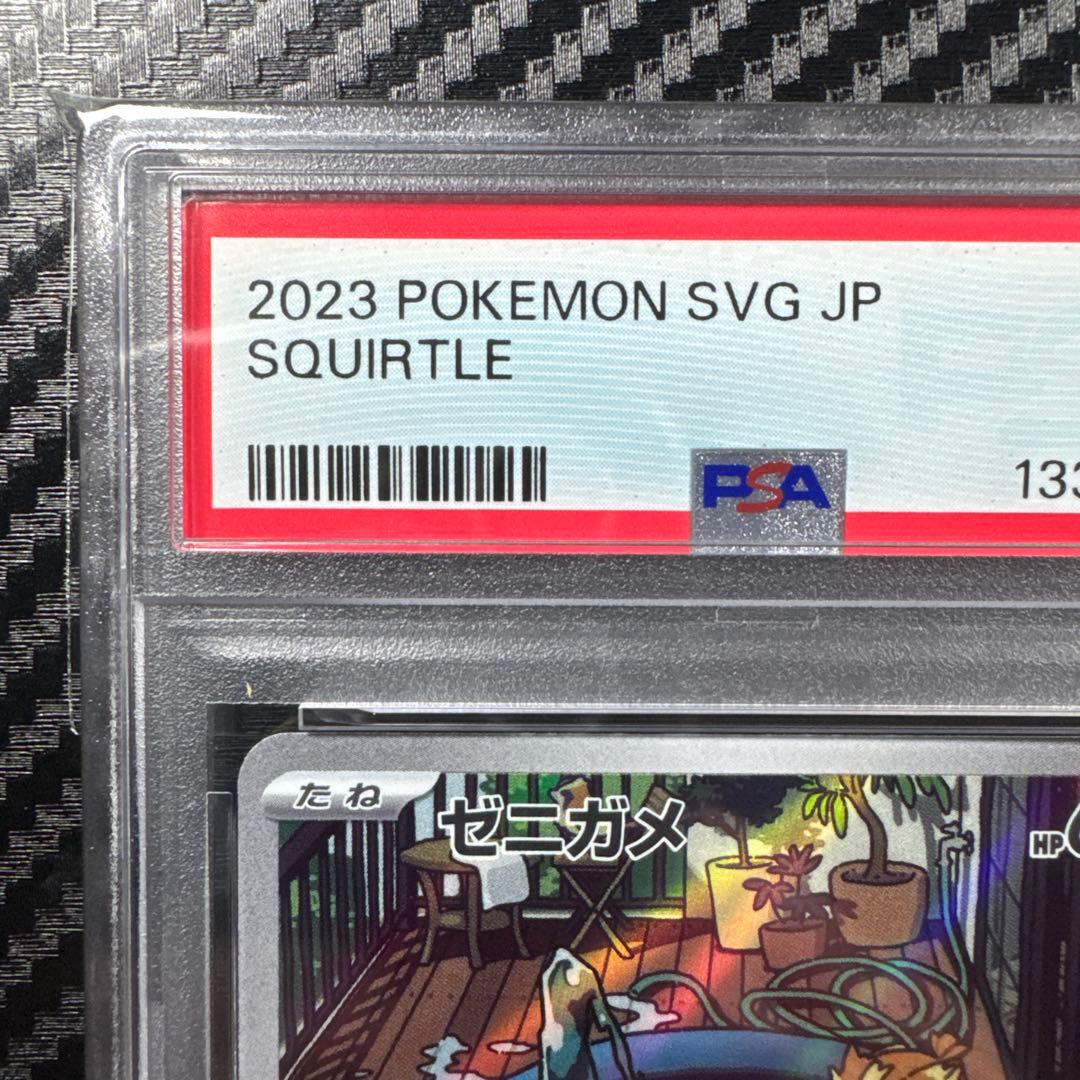 2023 POKEMON SVG JP
SQUIRTLE
PSA
たね
ゼニガメ
HP